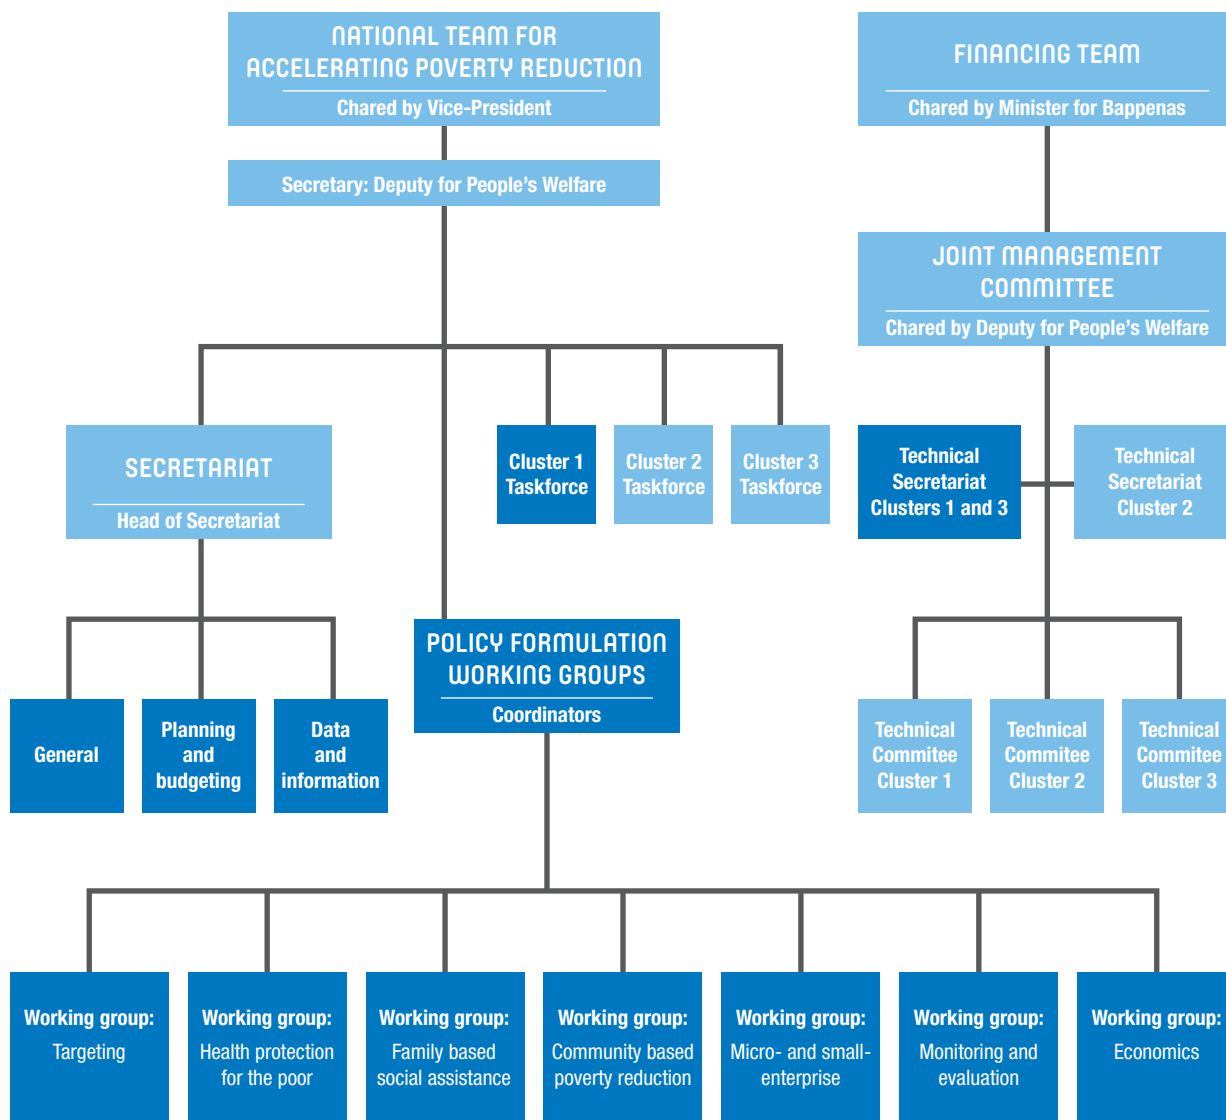 NATIONAL TEAM FOR
ACCELERATING POVERTY REDUCTION
Chared by Vice-President
Secretary: Deputy for People's Welfare
FINANCING TEAM
Chared by Minister for Bappenas
JOINT MANAGEMENT
COMMITTEE
Chared by Deputy for People's Welfare
SECRETARIAT
Head of Secretariat
Cluster 1
Taskforce
Cluster 2
Taskforce
Cluster 3
Taskforce
Technical
Secretariat
Clusters 1 and 3
Technical
Secretariat
Cluster 2
POLICY FORMULATION
WORKING GROUPS
Coordinators
General
Planning
and
budgeting
Data
and
information
Technical
Commitee
Cluster 1
Technical
Commitee
Cluster 2
Technical
Commitee
Cluster 3
Working group:
Targeting
Working group:
Health protection
for the poor
Working group:
Family based
social assistance
Working group:
Community based
poverty reduction
Working group:
Micro- and small-
enterprise
Working group:
Monitoring and
evaluation
Working group:
Economics